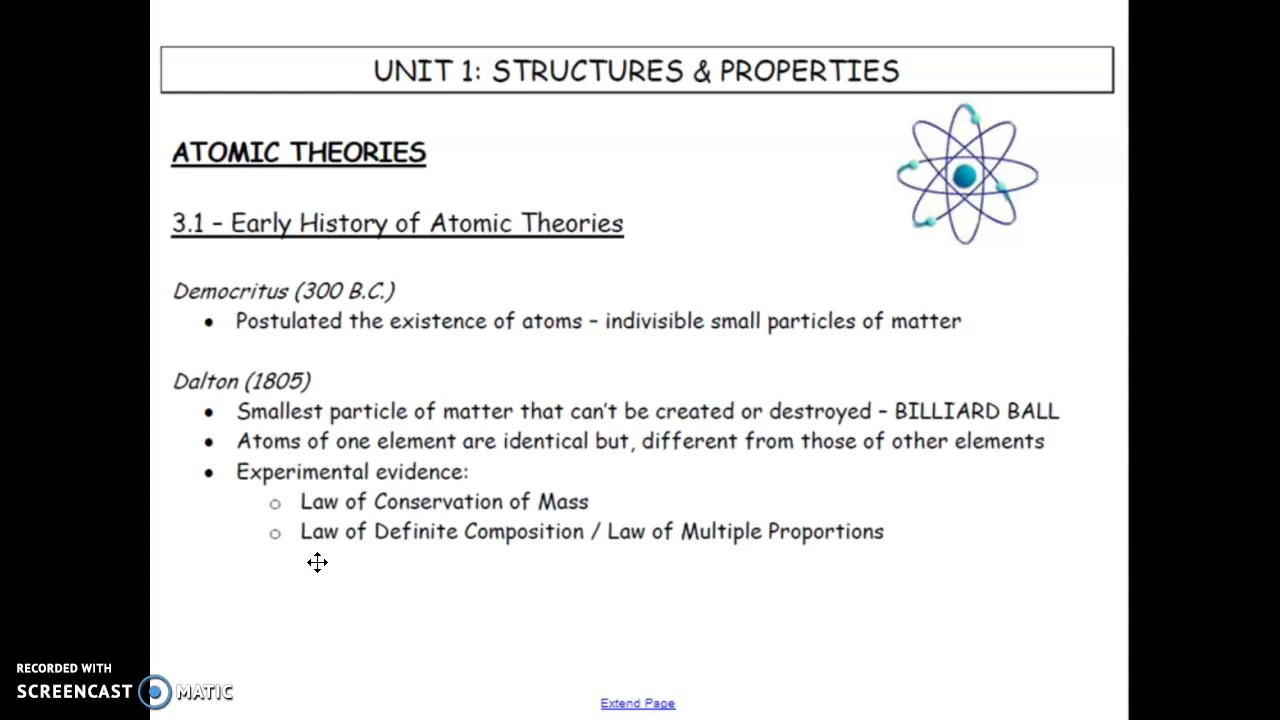 UNIT 1: STRUCTURES & PROPERTIES
ATOMIC THEORIES
3.1 – Early History of Atomic Theories
Democritus (300 B.C.)
• Postulated the existence of atoms – indivisible small particles of matter
Dalton (1805)
• Smallest particle of matter that can't be created or destroyed – BILLIARD BALL
• Atoms of one element are identical but, different from those of other elements
• Experimental evidence:
o Law of Conservation of Mass
o Law of Definite Composition / Law of Multiple Proportions
RECORDED WITH
SCREENCAST MATIC
Extend Page